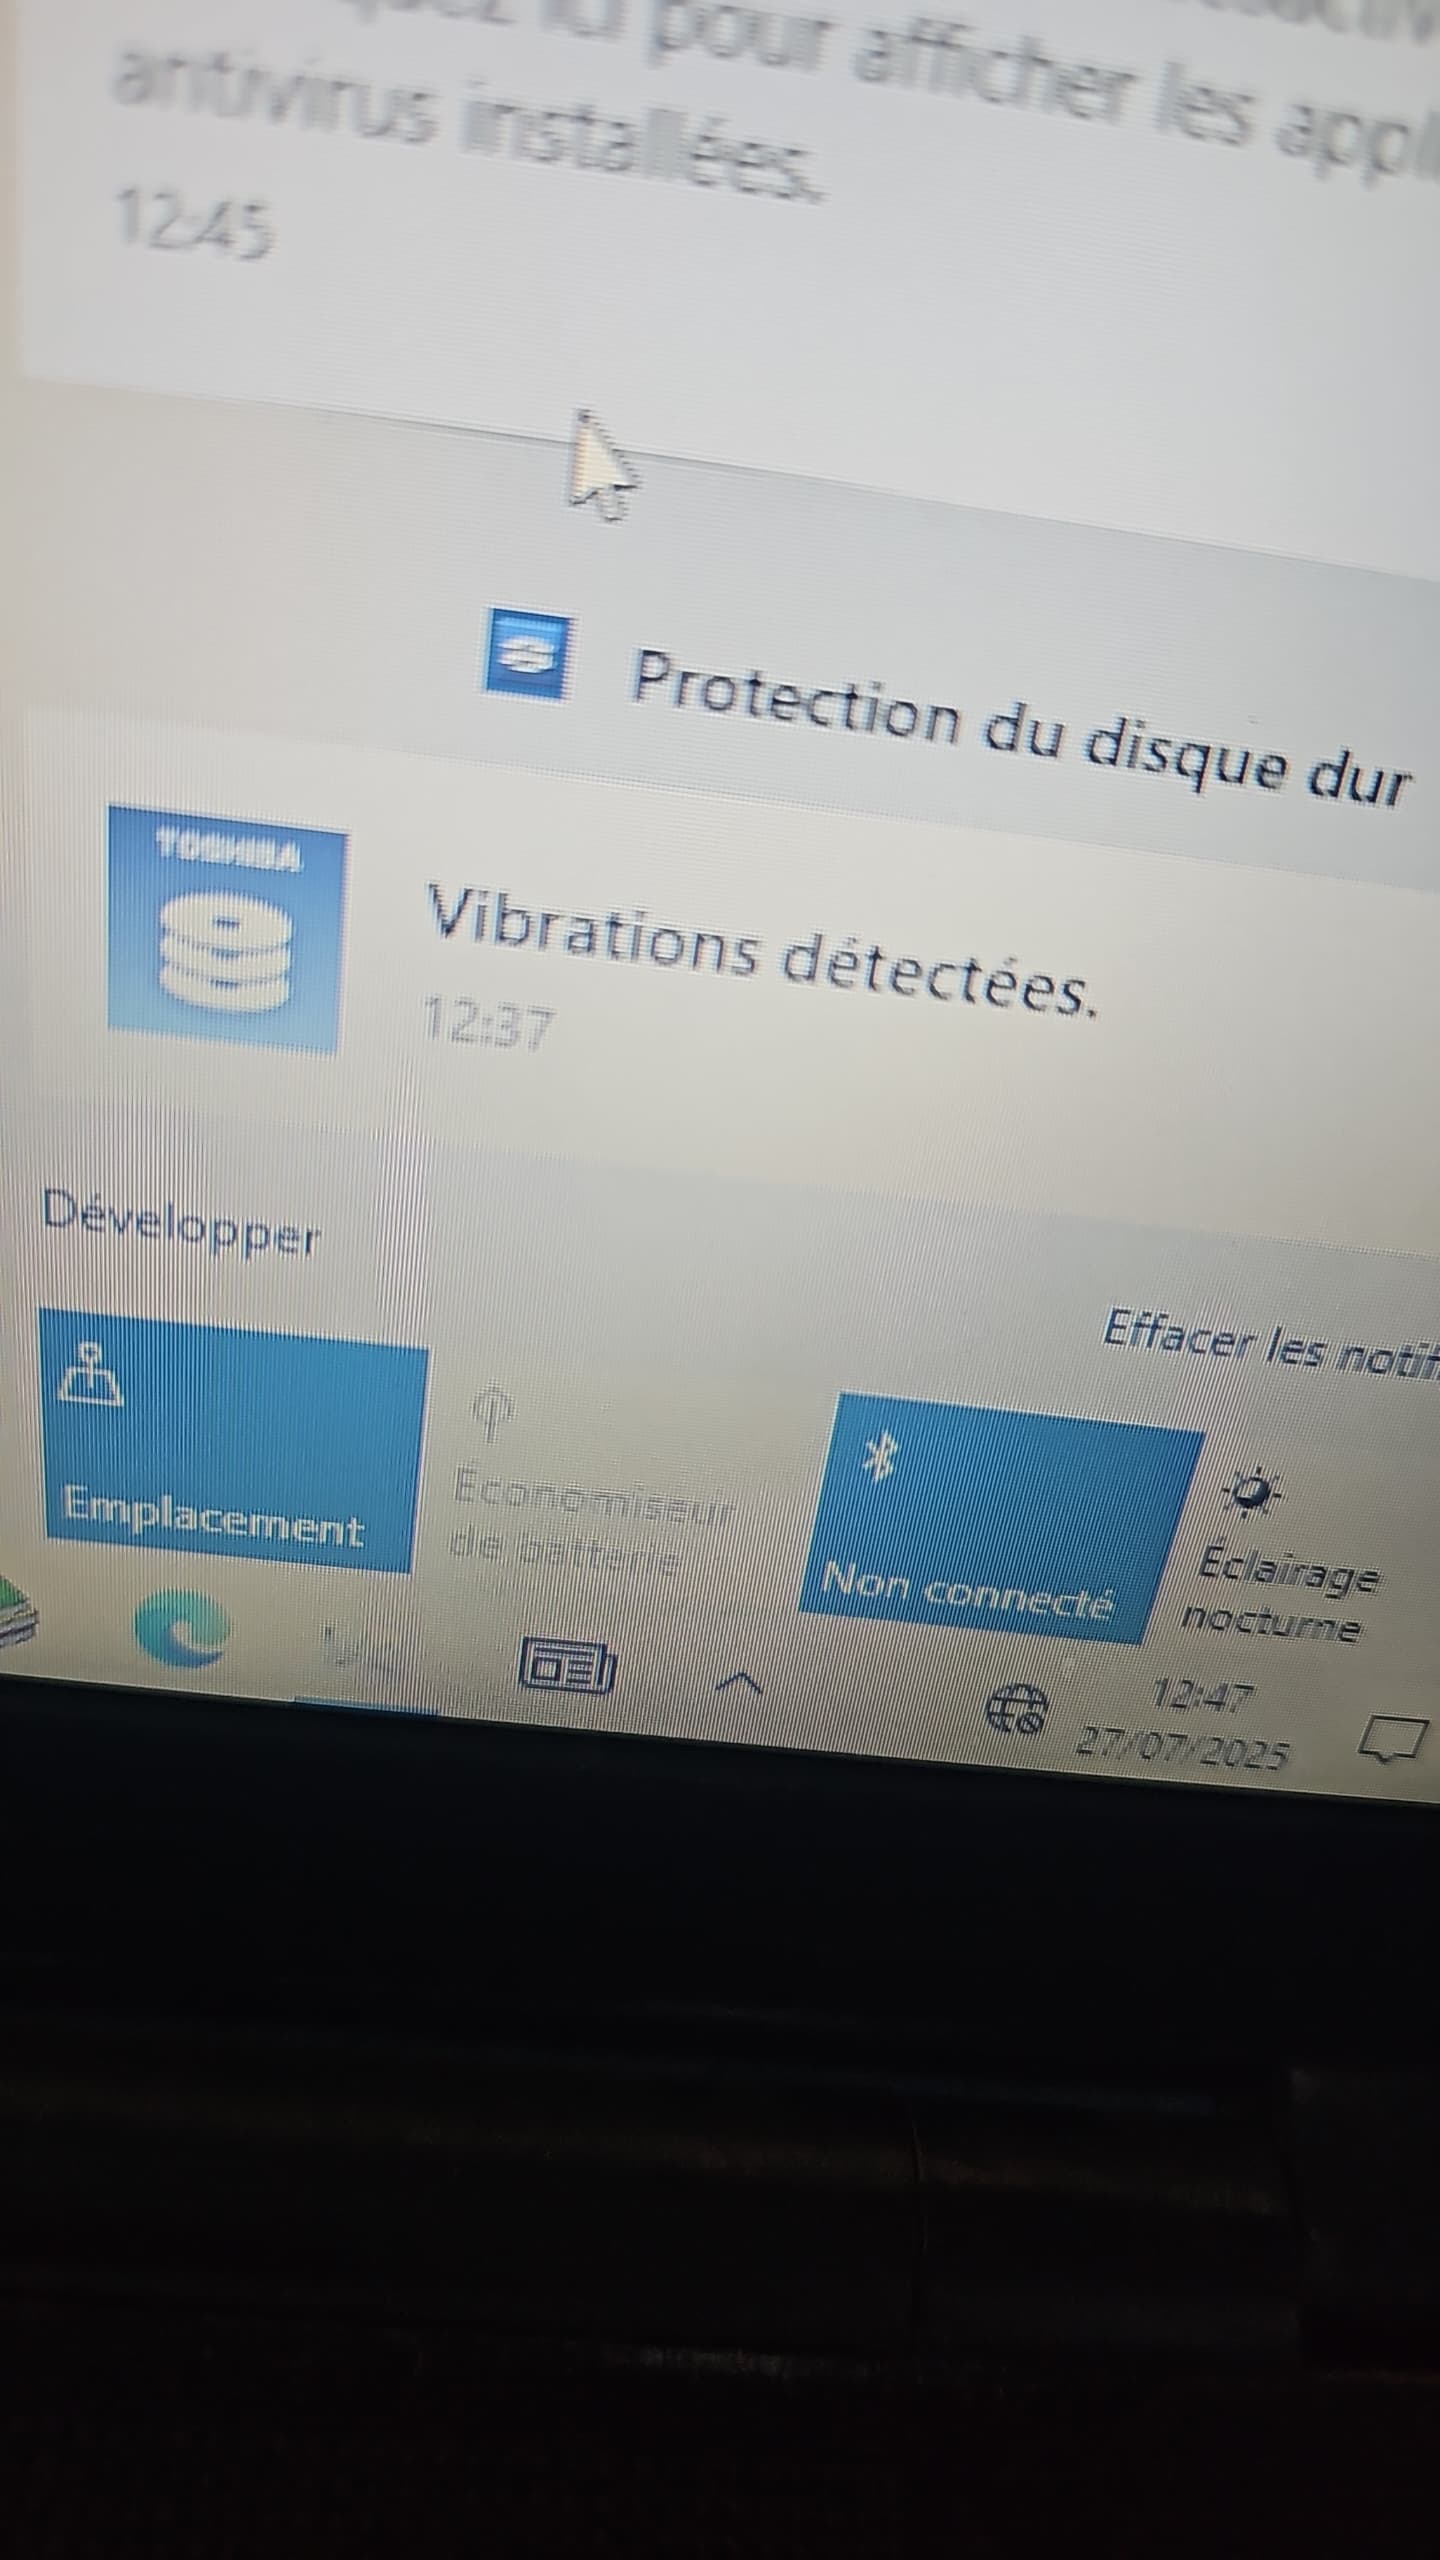 ici pour afficher les appl
antivirus installées.
12:45
Protection du disque dur
TOSHIBA
Vibrations détectées.
12:37
Développer
Effacer les notif
Emplacement
Économiseur
de batterie
Non connecté
Éclairage
nocturne
12:47
27/07/2025